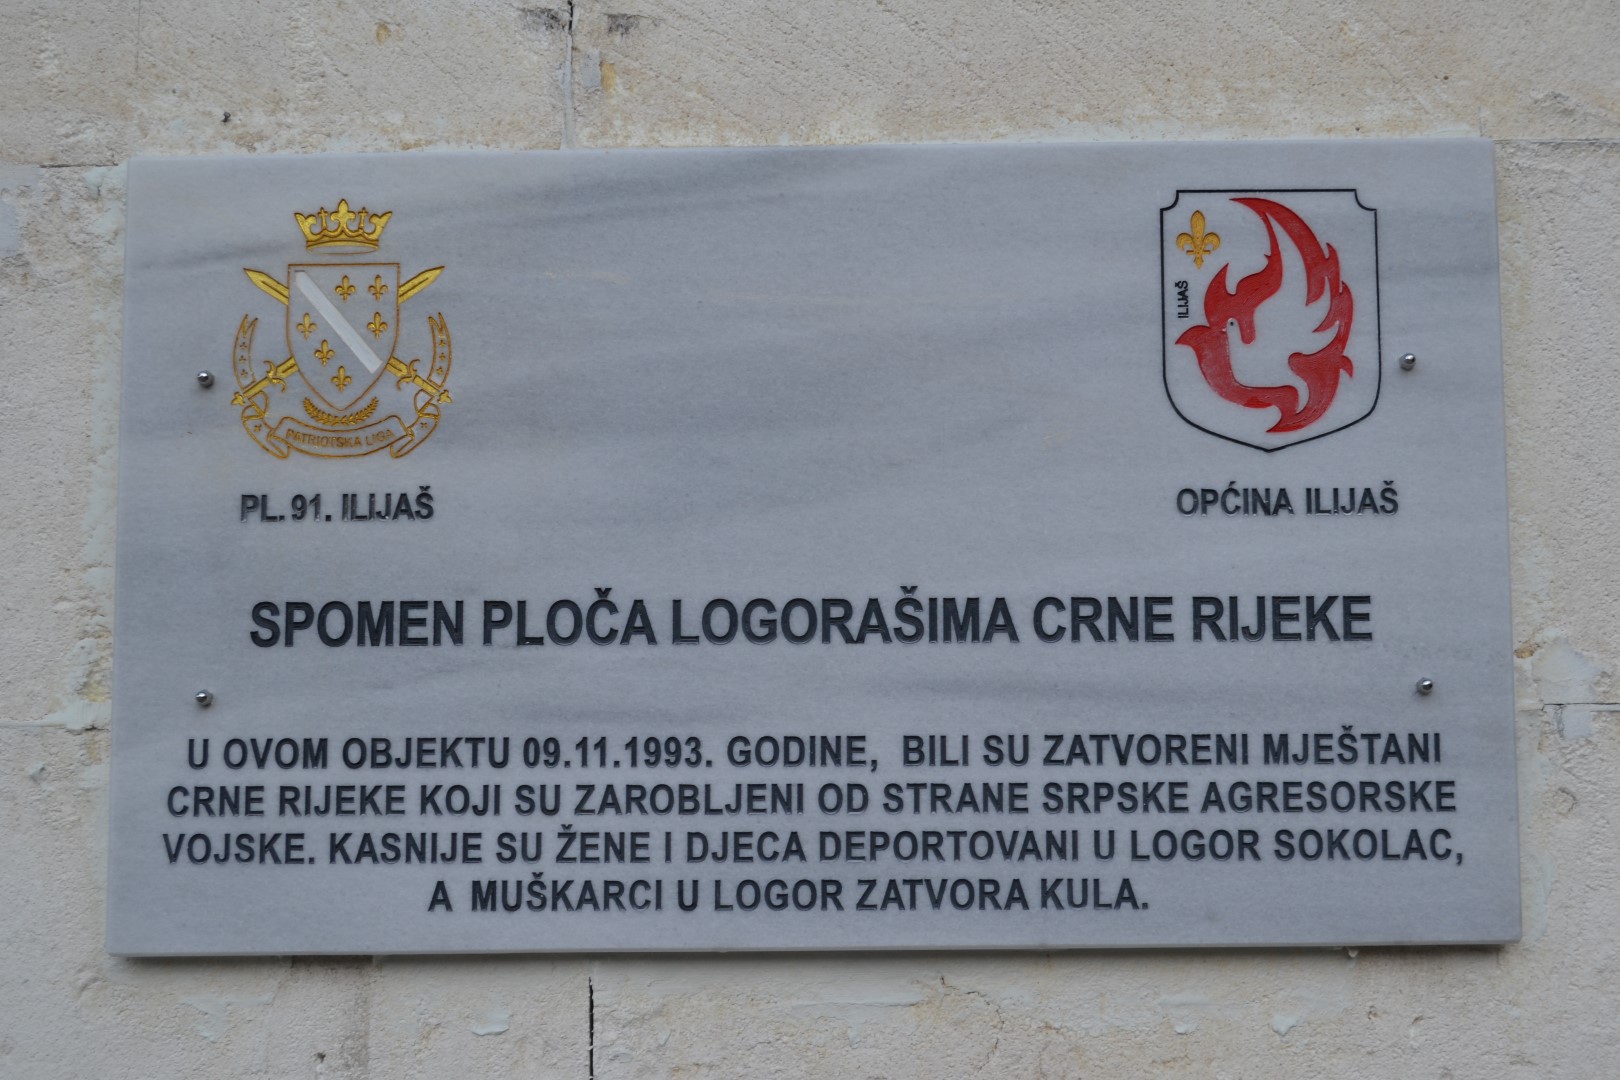 PATRIOTSKA LIGA
ILIJAŠ
PL. 91. ILIJAŠ
OPĆINA ILIJAŠ
SPOMEN PLOČA LOGORAŠIMA CRNE RIJEKE
U OVOM OBJEKTU 09.11.1993. GODINE, BILI SU ZATVORENI MJEŠTANI
CRNE RIJEKE KOJI SU ZAROBLJENI OD STRANE SRPSKE AGRESORSKE
VOJSKE. KASNIJE SU ŽENE I DJECA DEPORTOVANI U LOGOR SOKOLAC,
A MUŠKARCI U LOGOR ZATVORA KULA.